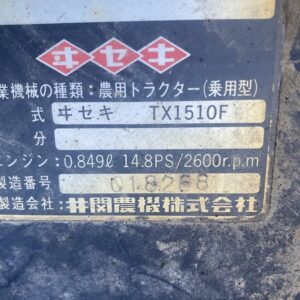 ヰセキ
業機械の種類:農用トラクター(乗用型)
式 ヰセキ TX1510F
分
ンジン:0.849ℓ 14.8PS/2600r.p.m
製造番号 018268
製造会社:井関農機株式会社